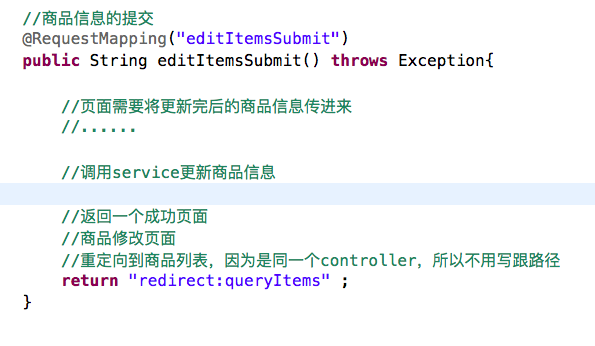 //商品信息的提交
@RequestMapping("editItemsSubmit")
public String editItemsSubmit() throws Exception{
//页面需要将更新完后的商品信息传进来
//......
//调用service更新商品信息
//返回一个成功页面
//商品修改页面
//重定向到商品列表，因为是同一个controller，所以不用写跟路径
return "redirect:queryItems" ;
}